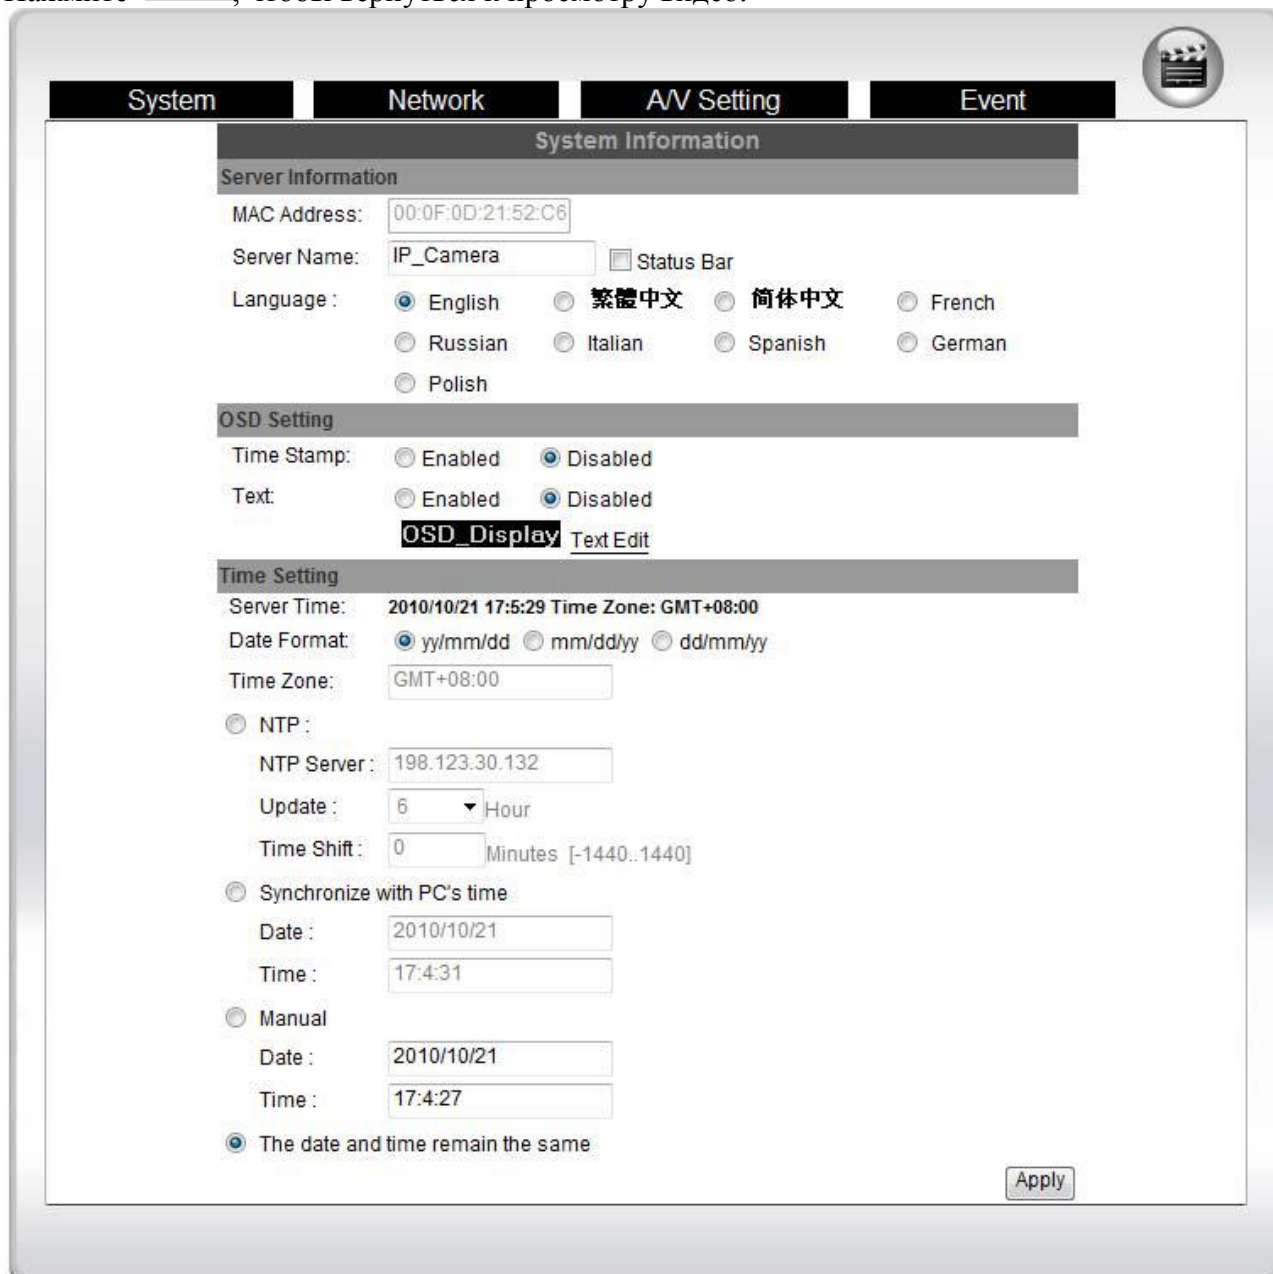 Нажмите , чтобы вернуться к просмотру видео.
System Network A/V Setting Event
System Information
Server Information
MAC Address: 00:0F:0D:21:52:C6
Server Name: IP_Camera Status Bar
Language : English 繁體中文 简体中文 French
Russian Italian Spanish German
Polish
OSD Setting
Time Stamp: Enabled Disabled
Text: Enabled Disabled
OSD_Display Text Edit
Time Setting
Server Time: 2010/10/21 17:5:29 Time Zone: GMT+08:00
Date Format: yy/mm/dd mm/dd/yy dd/mm/yy
Time Zone: GMT+08:00
NTP :
NTP Server : 198.123.30.132
Update : 6 Hour
Time Shift : 0 Minutes [-1440..1440]
Synchronize with PC's time
Date : 2010/10/21
Time : 17:4:31
Manual
Date : 2010/10/21
Time : 17:4:27
The date and time remain the same
Apply